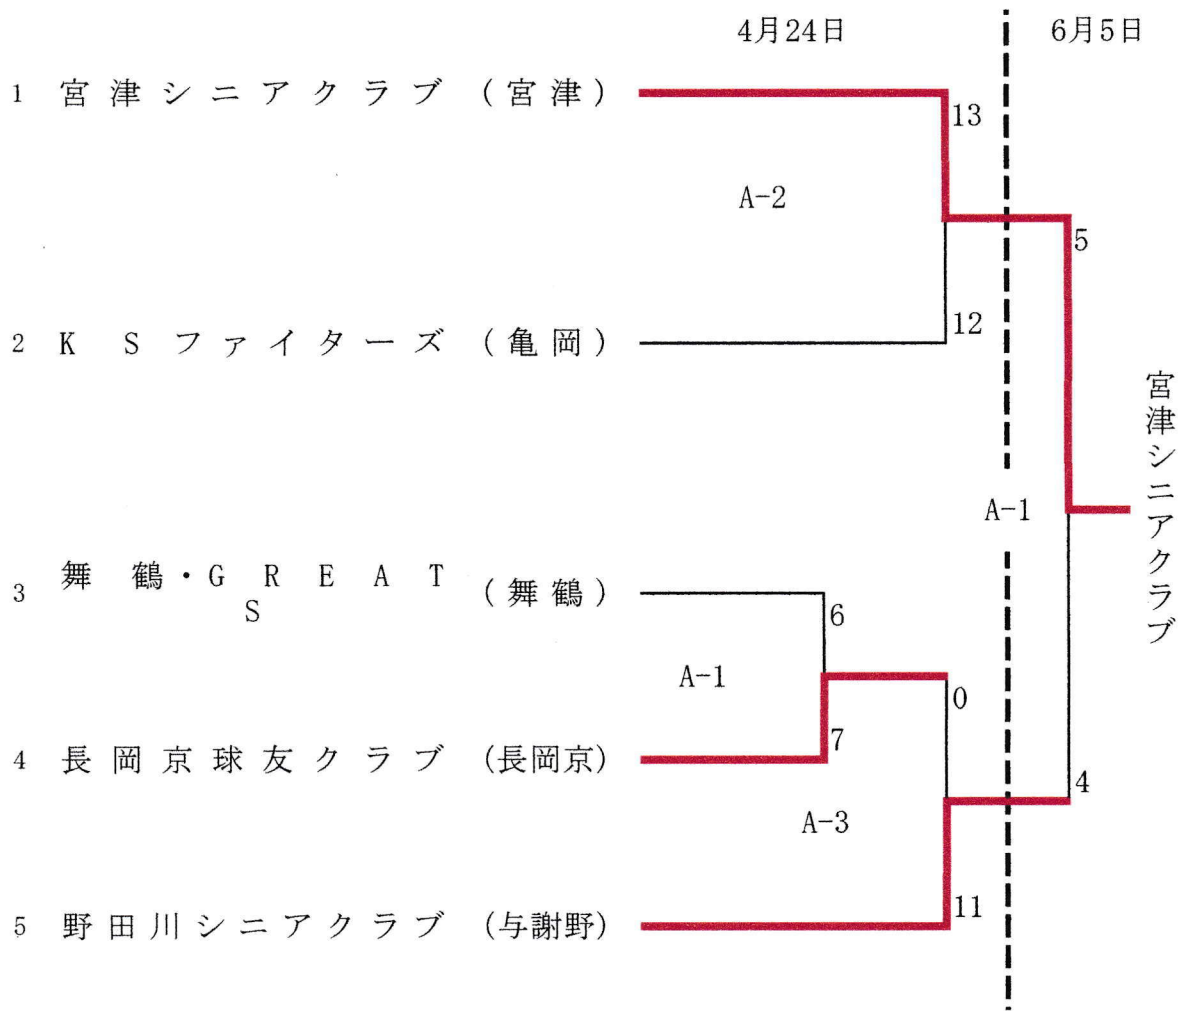 4月24日 6月5日
1 宮津シニアクラブ (宮津)
13
A-2
5
12
2 KSファイターズ (亀岡)
宮津シニアクラブ
A-1
3 舞鶴・GREAT
S
(舞鶴)
6
A-1
0
7
4 長岡京球友クラブ (長岡京)
4
A-3
11
5 野田川シニアクラブ (与謝野)